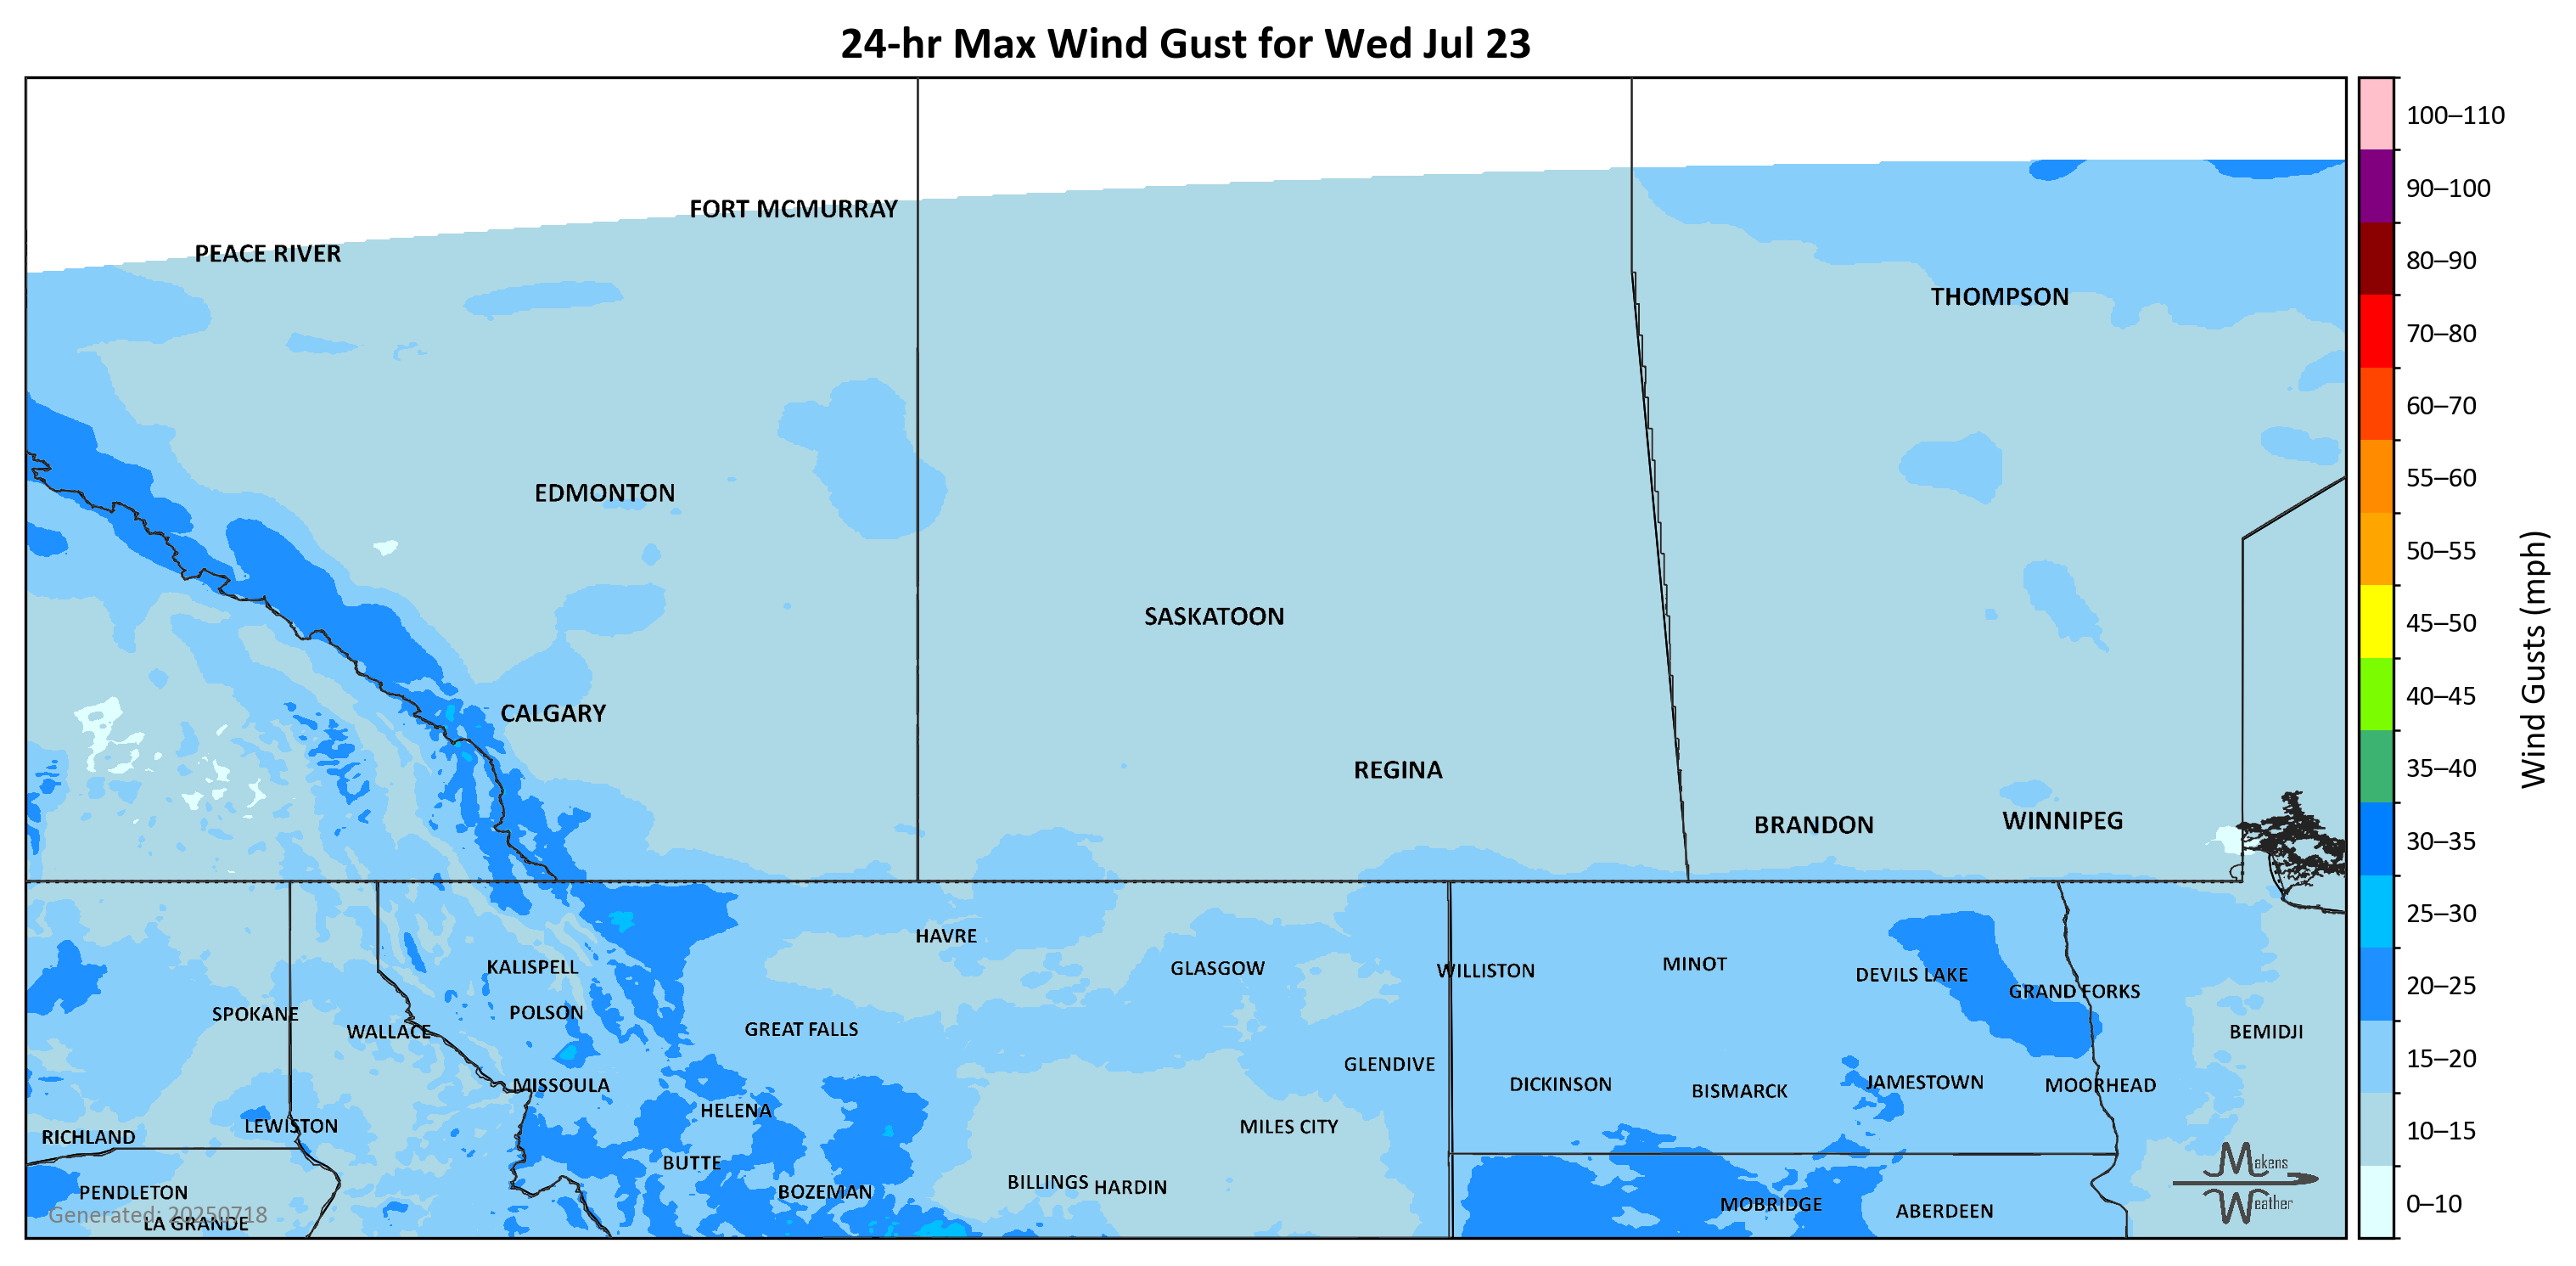 24-hr Max Wind Gust for Wed Jul 23
100–110
FORT MCMURRAY
90–100
PEACE RIVER
80–90
THOMPSON
70–80
60–70
EDMONTON
55–60
50–55
SASKATOON
45–50
Wind Gusts (mph)
CALGARY
40–45
REGINA
35–40
BRANDON
WINNIPEG
30–35
25–30
HAVRE
KALISPELL
GLASGOW
WILLISTON
MINOT
DEVILS LAKE
20–25
GRAND FORKS
SPOKANE
POLSON
WALLACE
GREAT FALLS
BEMIDJI
15–20
GLENDIVE
MISSOULA
DICKINSON
BISMARCK
JAMESTOWN
MOORHEAD
HELENA
LEWISTON
MILES CITY
10–15
RICHLAND
BUTTE
Makens
Weather
BILLINGS
HARDIN
PENDLETON
BOZEMAN
MOBRIDGE
ABERDEEN
0–10
Generated: 20250718
LA GRANDE